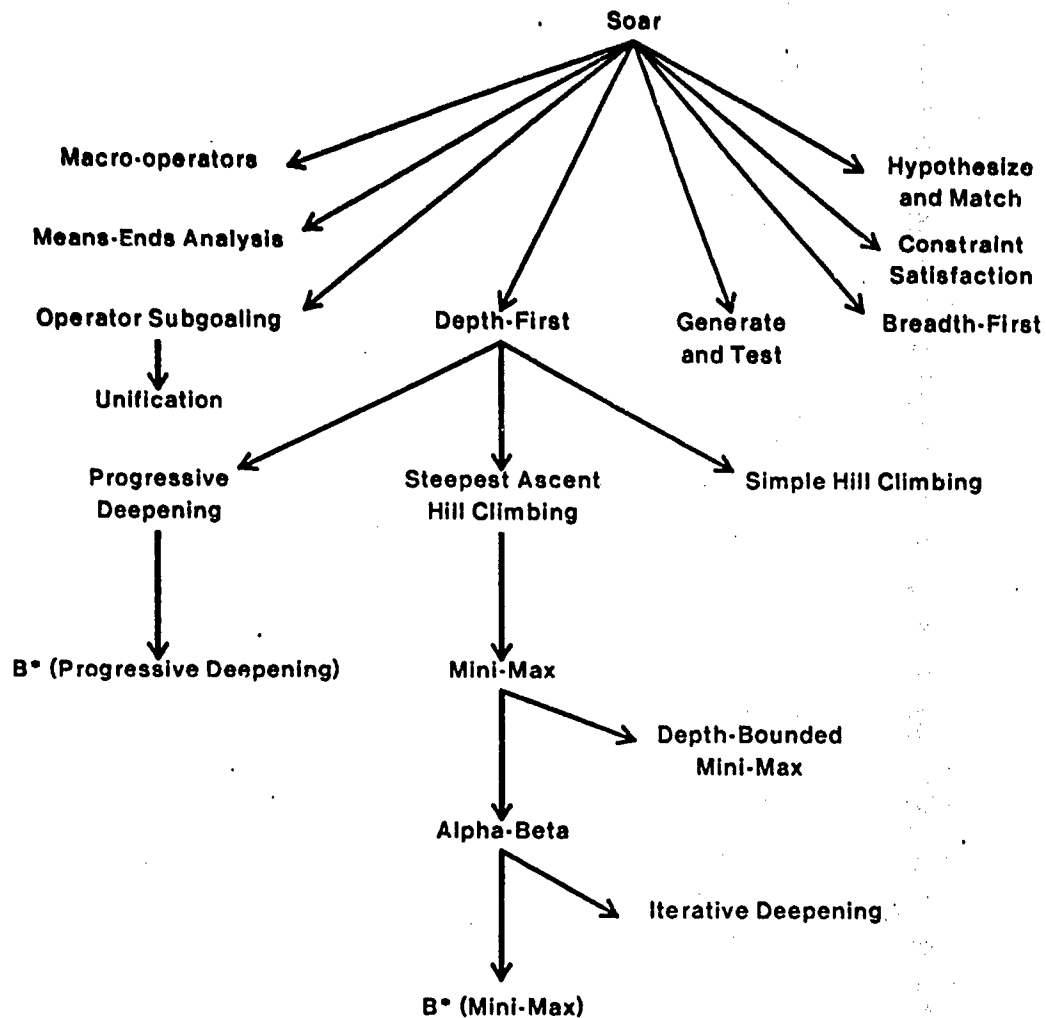 Soar
Macro-operators
Hypothesize
and Match
Means-Ends Analysis
Constraint
Satisfaction
Operator Subgoaling
Depth-First
Generate
and Test
Breadth-First
Unification
Progressive
Deepening
Steepest Ascent
Hill Climbing
Simple Hill Climbing
B* (Progressive Deepening)
Mini-Max
Depth-Bounded
Mini-Max
Alpha-Beta
Iterative Deepening
B* (Mini-Max)